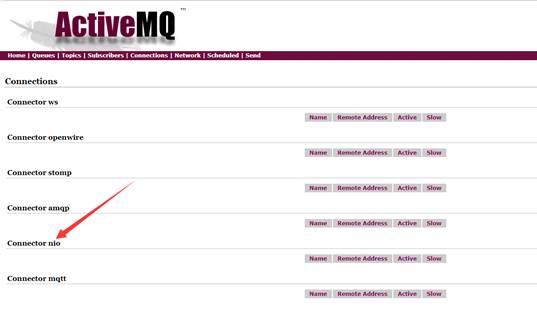 ActiveMQ ™
Home | Queues | Topics | Subscribers | Connections | Network | Scheduled | Send
Connections
Connector ws
Name Remote Address Active Slow
Connector openwire
Name Remote Address Active Slow
Connector stomp
Name Remote Address Active Slow
Connector amqp
Name Remote Address Active Slow
Connector nio
Name Remote Address Active Slow
Connector mqtt
Name Remote Address Active Slow